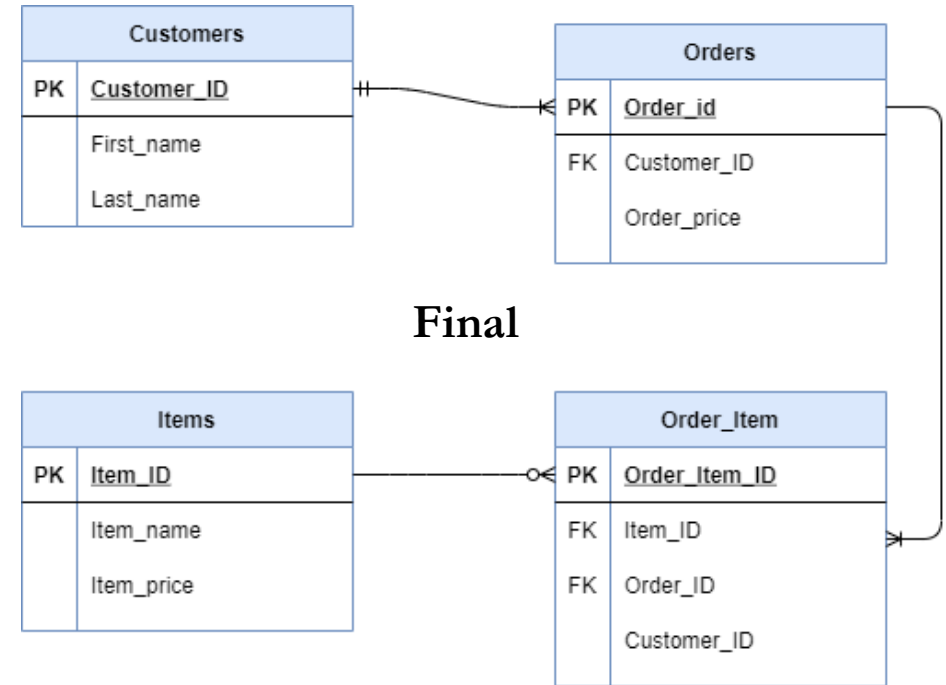 Customers
PK Customer_ID
First_name
Last_name
Orders
PK Order_id
FK Customer_ID
Order_price
Final
Items
PK Item_ID
Item_name
Item_price
Order_Item
PK Order_Item_ID
FK Item_ID
FK Order_ID
Customer_ID